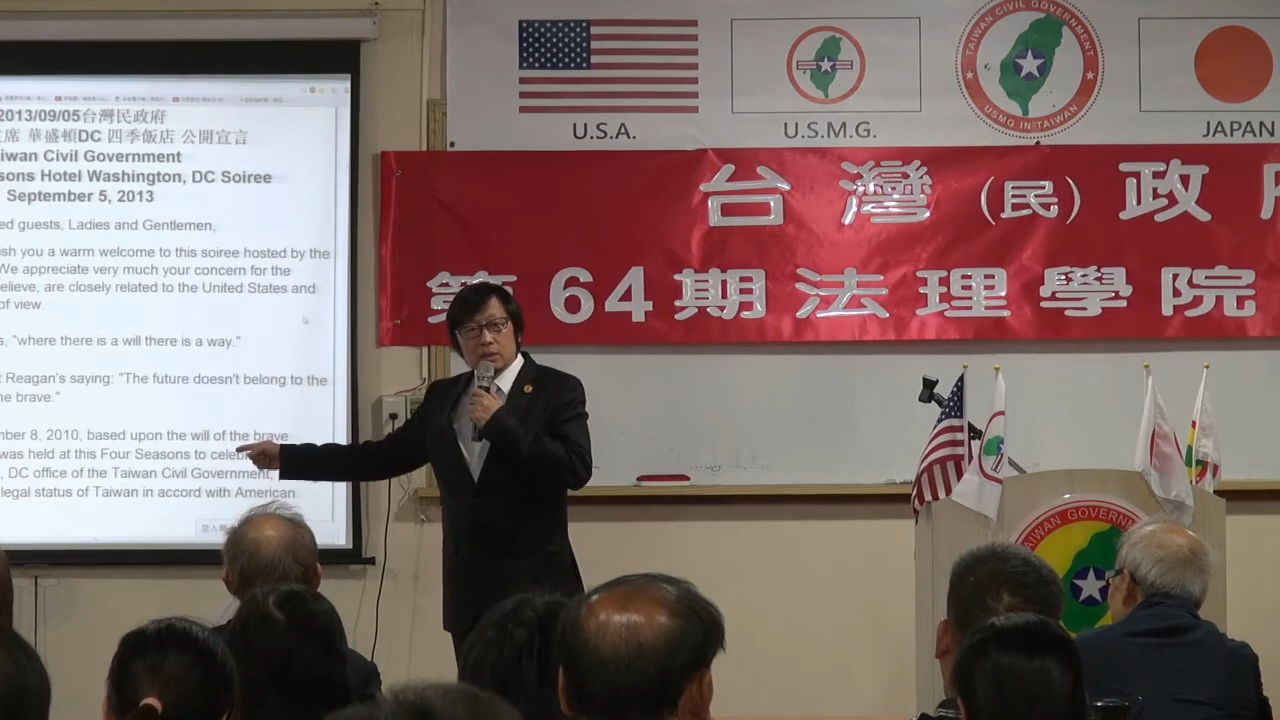 2013/09/05台灣民政府
席 華盛頓DC 四季飯店 公開宣言
iwan Civil Government
sons Hotel Washington, DC Soiree
September 5, 2013
ed guests, Ladies and Gentlemen,
sh you a warm welcome to this soiree hosted by the
We appreciate very much your concern for the
elieve, are closely related to the United States and
of view.
s, "where there is a will there is a way."
t Reagan's saying: "The future doesn't belong to the
he brave."
mber 8, 2010, based upon the will of the brave
was held at this Four Seasons to celeb
, DC office of the Taiwan Civil Government,
legal status of Taiwan in accord with American
U.S.A.
U.S.M.G.
TAIWAN CIVIL GOVERNMENT
USMG IN TAIWAN
JAPAN
台灣(民)政府
第64期法理學院
AIWAN GOVERN